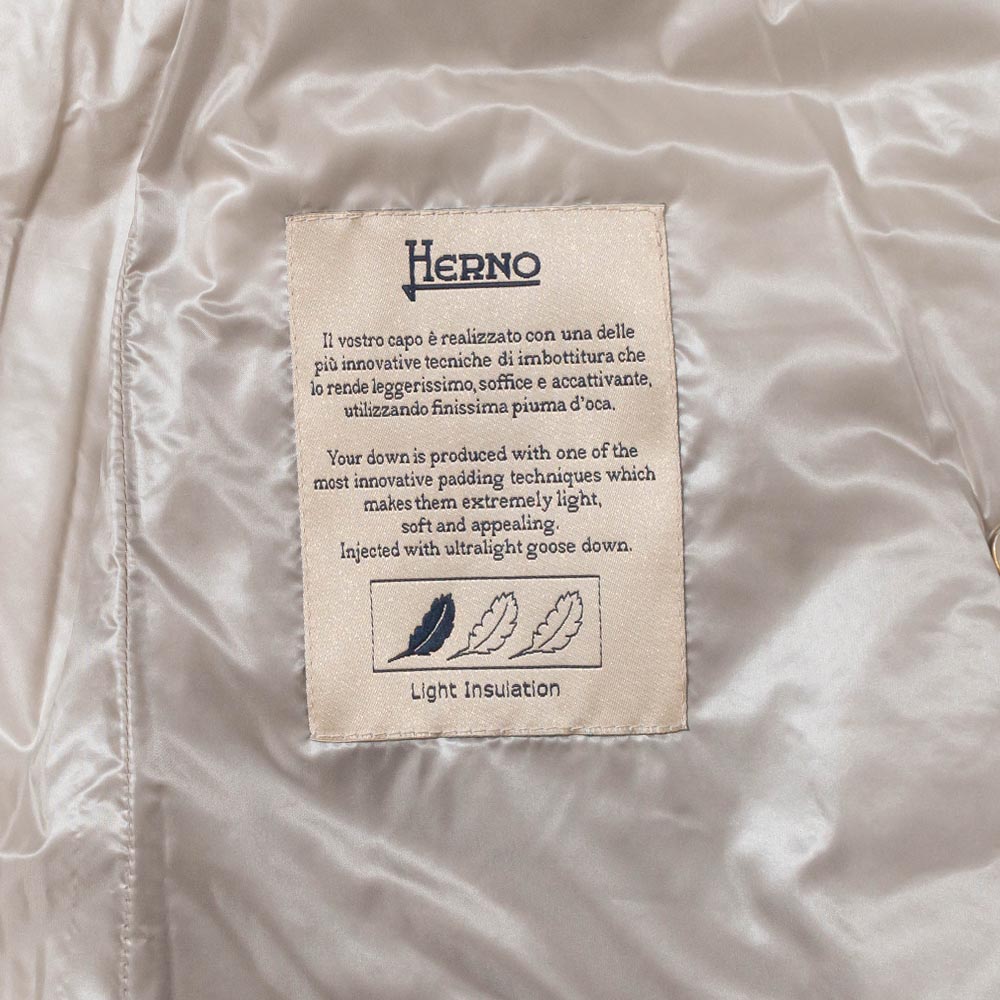 HERNO
Il vostro capo è realizzato con una delle
più innovative tecniche di imbottitura che
lo rende leggerissimo, soffice e accattivante,
utilizzando finissima piuma d'oca.
Your down is produced with one of the
most innovative padding techniques which
makes them extremely light,
soft and appealing.
Injected with ultralight goose down.
Light Insulation